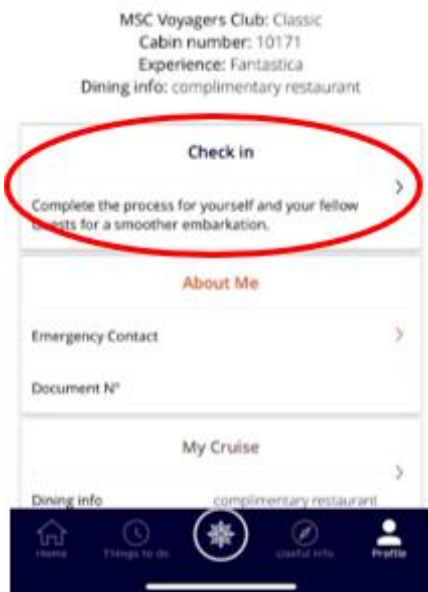 MSC Voyagers Club: Classic
Cabin number: 10171
Experience: Fantastica
Dining info: complimentary restaurant
Check in
Complete the process for yourself and your fellow
guests for a smoother embarkation.
About Me
Emergency Contact
Document N°
My Cruise
Dining info complimentary restaurant
Home Things to do Useful Info Profile